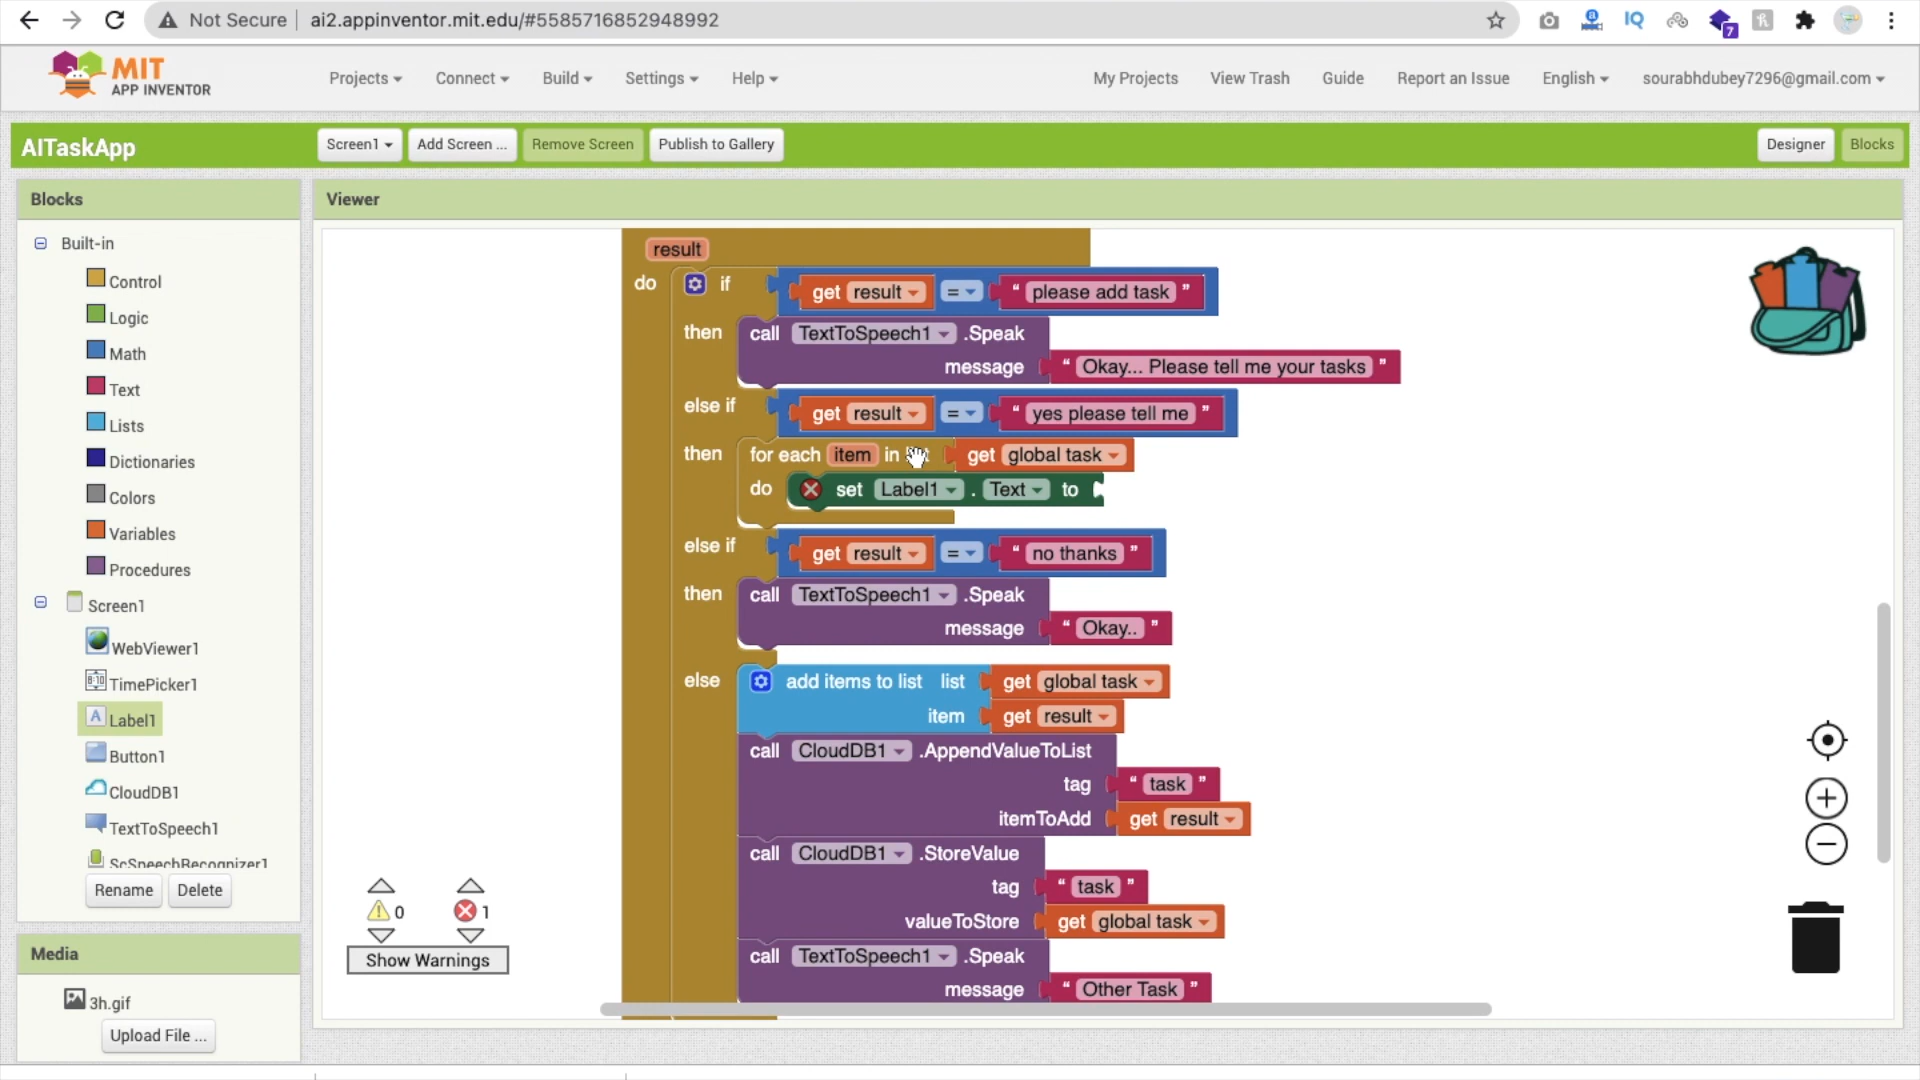 Not Secure
ai2.appinventor.mit.edu/#5585716852948992
IQ
7
MIT
APP INVENTOR
Projects
Connect
Build
Settings
Help
My Projects
View Trash
Guide
Report an Issue
English
sourabhdubey7296@gmail.com
AITaskApp
Screen1
Add Screen ...
Remove Screen
Publish to Gallery
Designer
Blocks
Blocks
Built-in
Control
Logic
Math
Text
Lists
Dictionaries
Colors
Variables
Procedures
Screen1
WebViewer1
TimePicker1
A Label1
Button1
CloudDB1
TextToSpeech1
ScSpeechRecognizer1
Rename
Delete
Media
3h.gif
Upload File ...
Viewer
result
do if get result = “ please add task ”
then call TextToSpeech1 .Speak
message “ Okay... Please tell me your tasks ”
else if get result = “ yes please tell me ”
then for each item in get global task
do set Label1 . Text to
else if get result = “ no thanks ”
then call TextToSpeech1 .Speak
message “ Okay.. ”
else add items to list list get global task
item get result
call CloudDB1 .AppendValueToList
tag “ task ”
itemToAdd get result
call CloudDB1 .StoreValue
tag “ task ”
valueToStore get global task
call TextToSpeech1 .Speak
message “ Other Task ”
0
1
Show Warnings